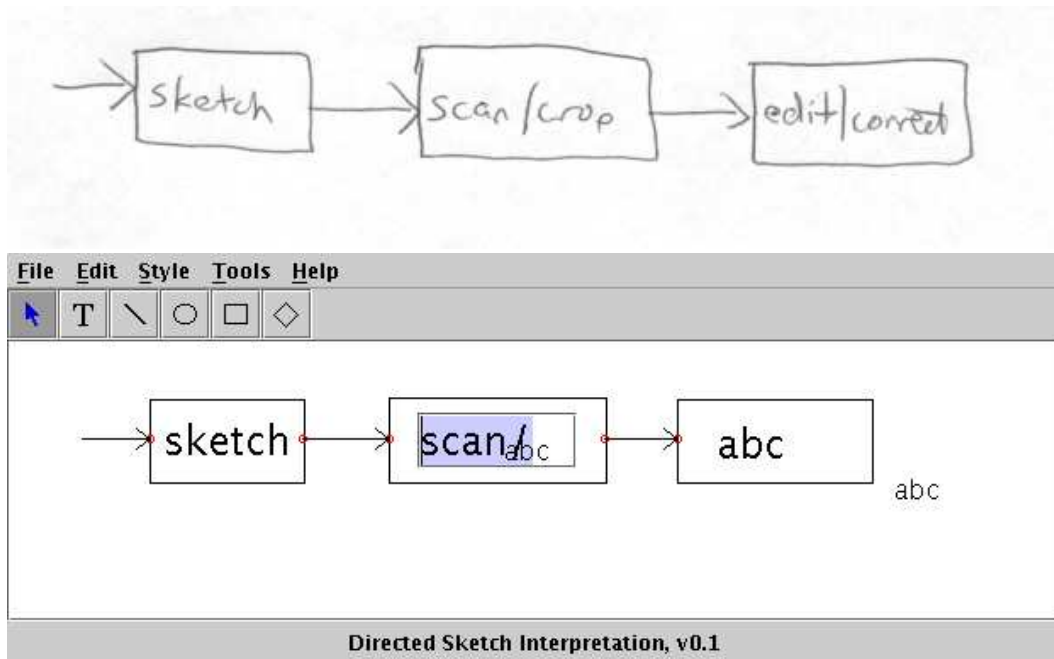 sketch
scan/crop
edit/correct
File Edit Style Tools Help
T
sketch
scan/
abc
abc
abc
Directed Sketch Interpretation, v0.1